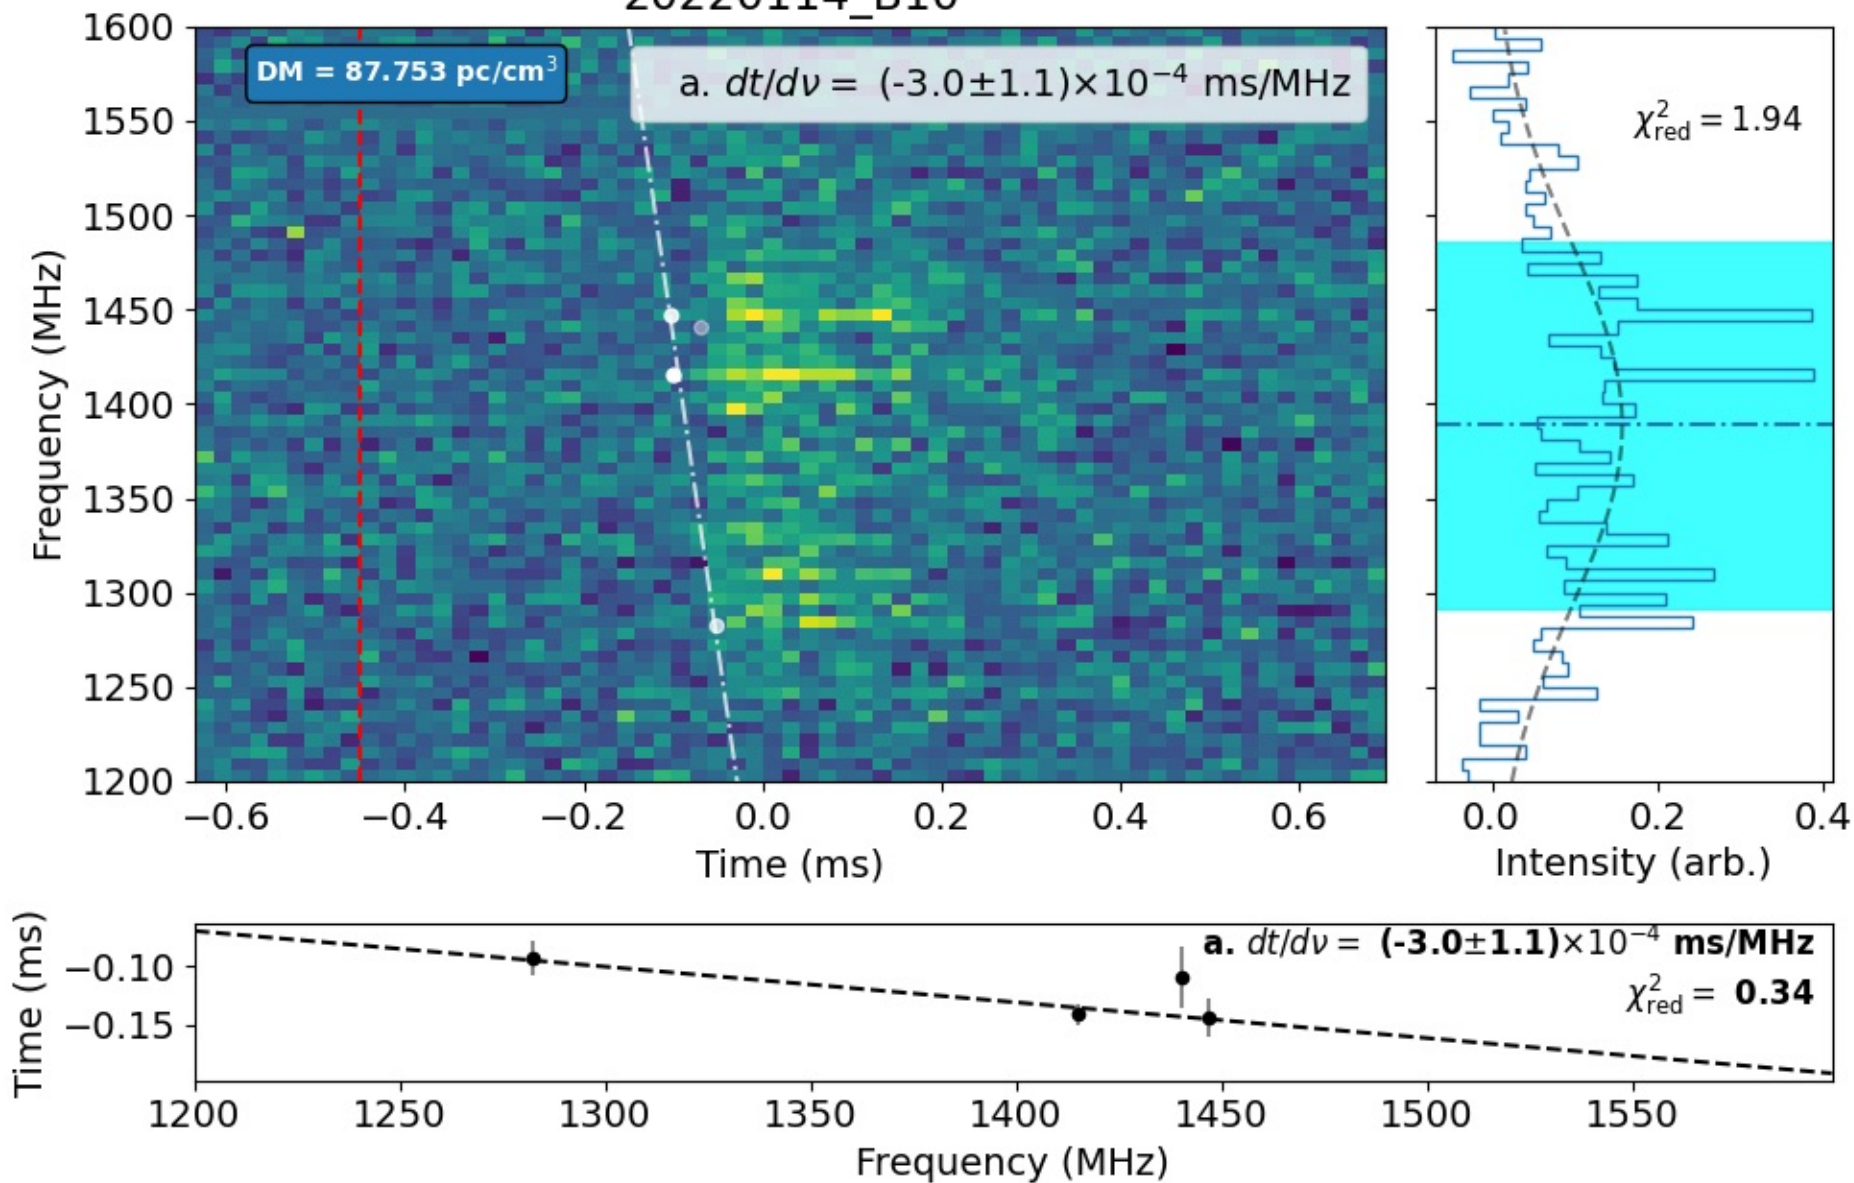 20220114_B10
1600
1550
1500
1450
1400
1350
1300
1250
1200
Frequency (MHz)
DM = 87.753 pc/cm³
a. dt/dν = (-3.0±1.1)×10⁻⁴ ms/MHz
−0.6 −0.4 −0.2 0.0 0.2 0.4 0.6
Time (ms)
χ²red = 1.94
0.0 0.2 0.4
Intensity (arb.)
Time (ms)
−0.10
−0.15
a. dt/dν = (-3.0±1.1)×10⁻⁴ ms/MHz
χ²red = 0.34
1200 1250 1300 1350 1400 1450 1500 1550
Frequency (MHz)